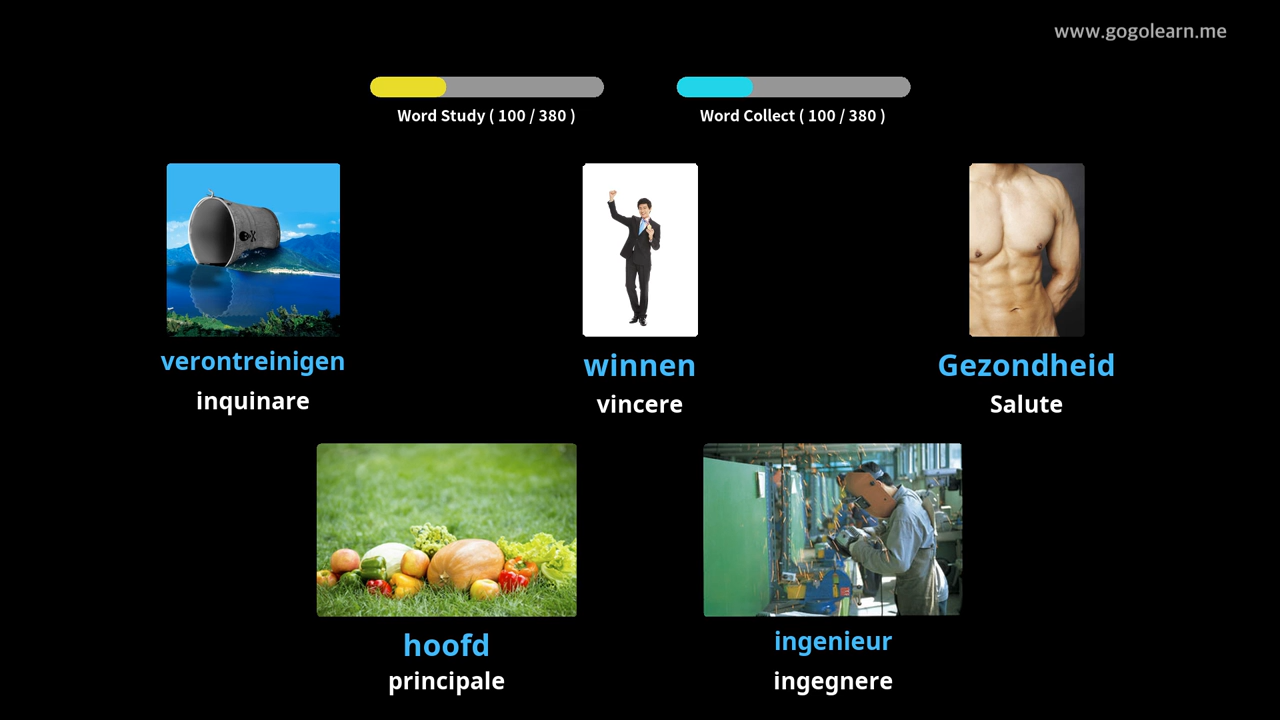 www.gogolearn.me
Word Study ( 100 / 380 )
Word Collect ( 100 / 380 )
verontreinigen
inquinare
winnen
vincere
Gezondheid
Salute
hoofd
principale
ingenieur
ingegnere